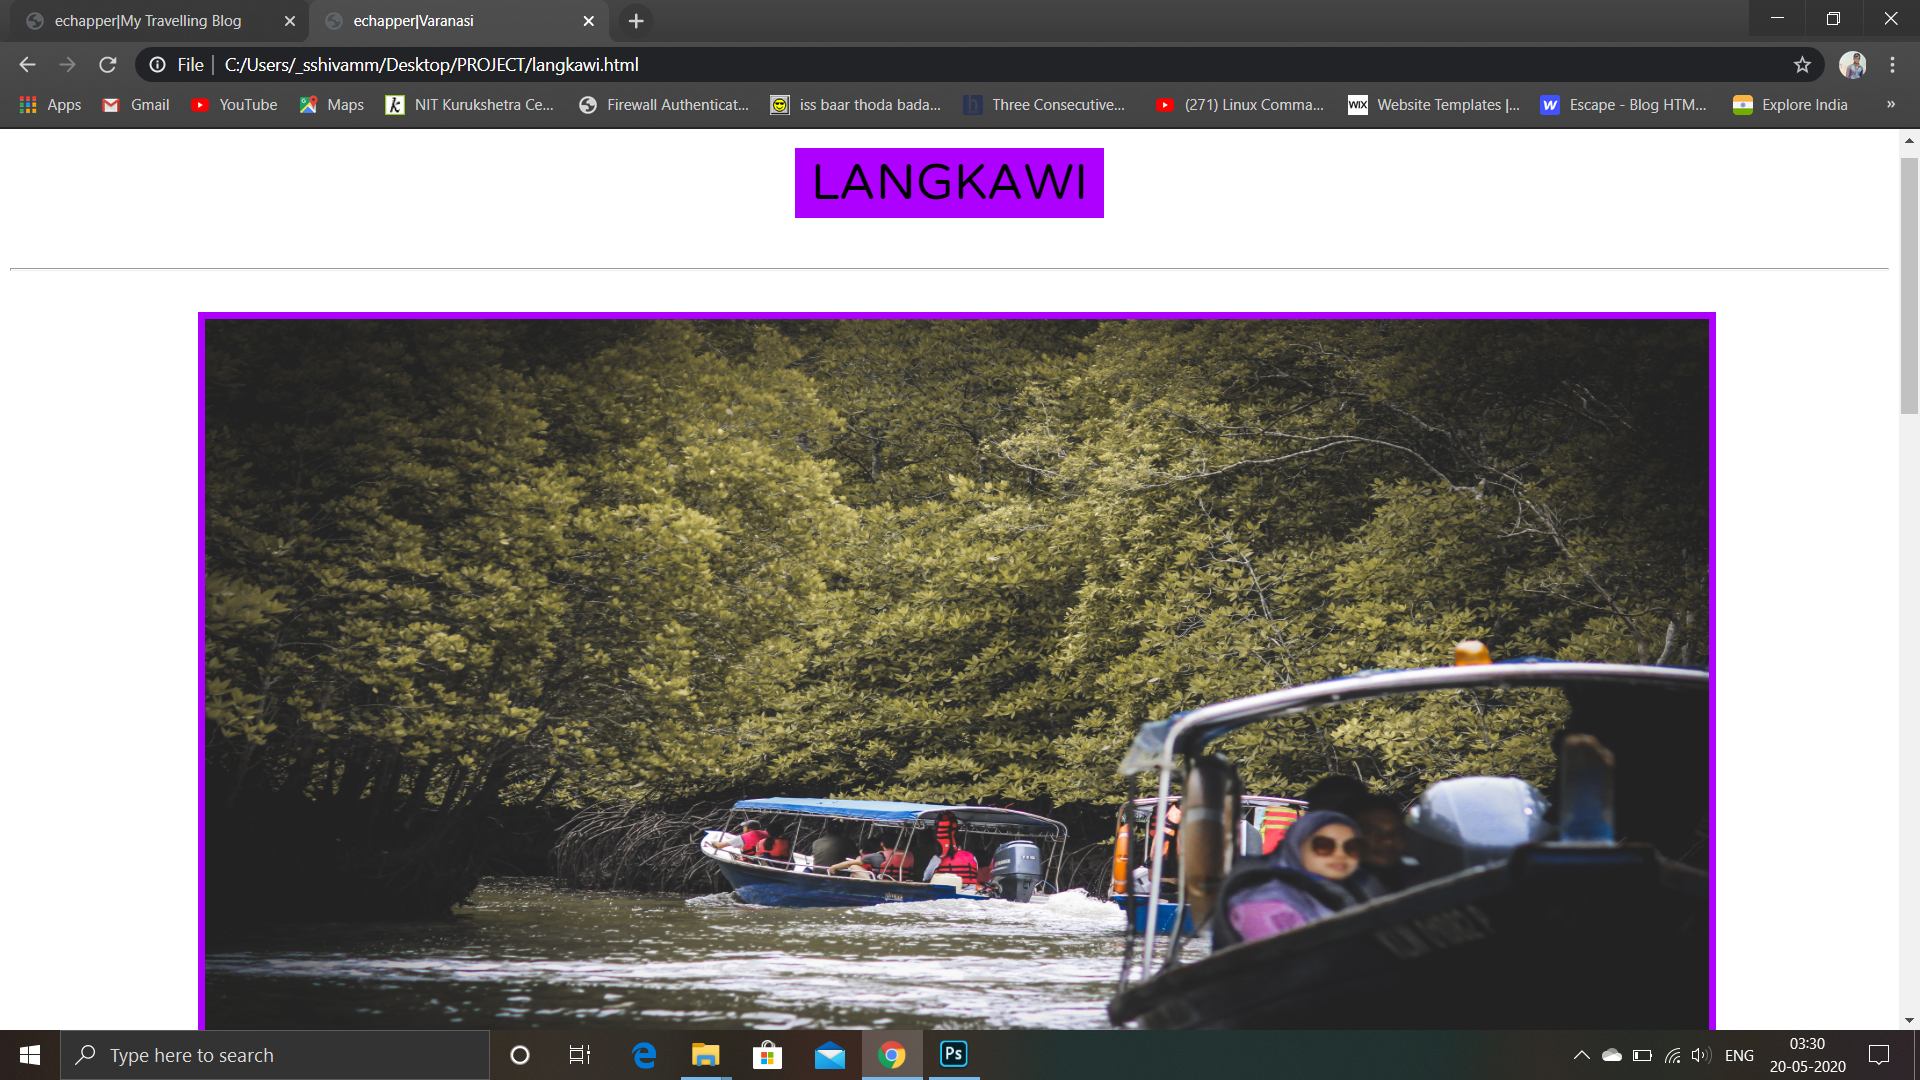 echapper|My Travelling Blog
echapper|Varanasi
File
C:/Users/_sshivamm/Desktop/PROJECT/langkawi.html
Apps
Gmail
YouTube
Maps
k
NIT Kurukshetra Ce...
Firewall Authenticat...
iss baar thoda bada...
h
Three Consecutive...
(271) Linux Comma...
WIX
Website Templates |...
W
Escape - Blog HTM...
Explore India
»
LANGKAWI
Type here to search
Ps
ENG
03:30
20-05-2020